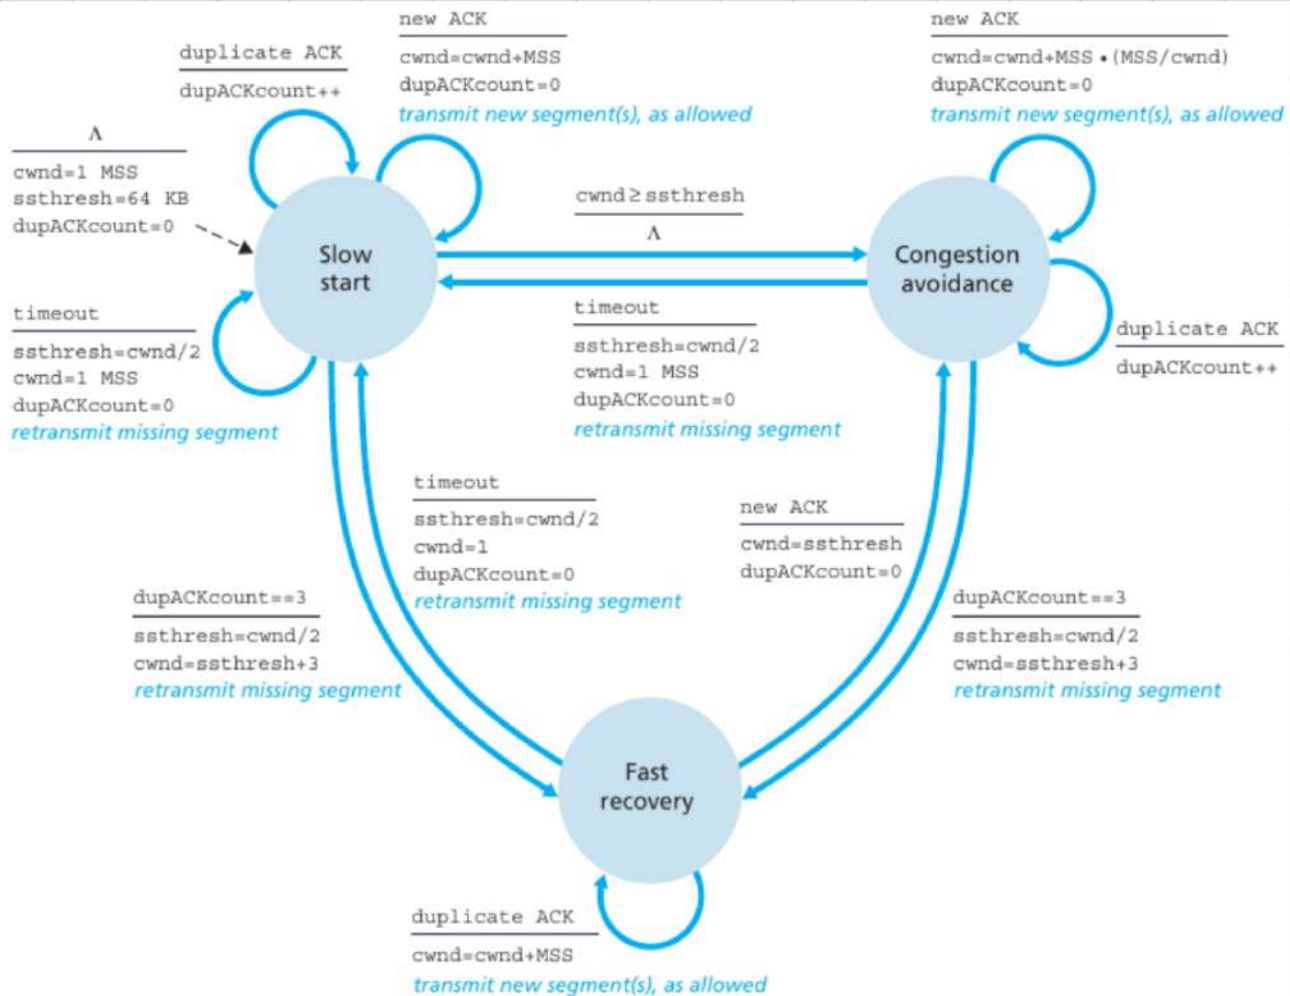 duplicate ACK
dupACKcount++
new ACK
cwnd=cwnd+MSS
dupACKcount=0
transmit new segment(s), as allowed
new ACK
cwnd=cwnd+MSS•(MSS/cwnd)
dupACKcount=0
transmit new segment(s), as allowed
Λ
cwnd=1 MSS
ssthresh=64 KB
dupACKcount=0
Slow
start
cwnd≥ssthresh
Λ
Congestion
avoidance
timeout
ssthresh=cwnd/2
cwnd=1 MSS
dupACKcount=0
retransmit missing segment
timeout
ssthresh=cwnd/2
cwnd=1 MSS
dupACKcount=0
retransmit missing segment
duplicate ACK
dupACKcount++
timeout
ssthresh=cwnd/2
cwnd=1
dupACKcount=0
retransmit missing segment
new ACK
cwnd=ssthresh
dupACKcount=0
dupACKcount==3
ssthresh=cwnd/2
cwnd=ssthresh+3
retransmit missing segment
dupACKcount==3
ssthresh=cwnd/2
cwnd=ssthresh+3
retransmit missing segment
Fast
recovery
duplicate ACK
cwnd=cwnd+MSS
transmit new segment(s), as allowed